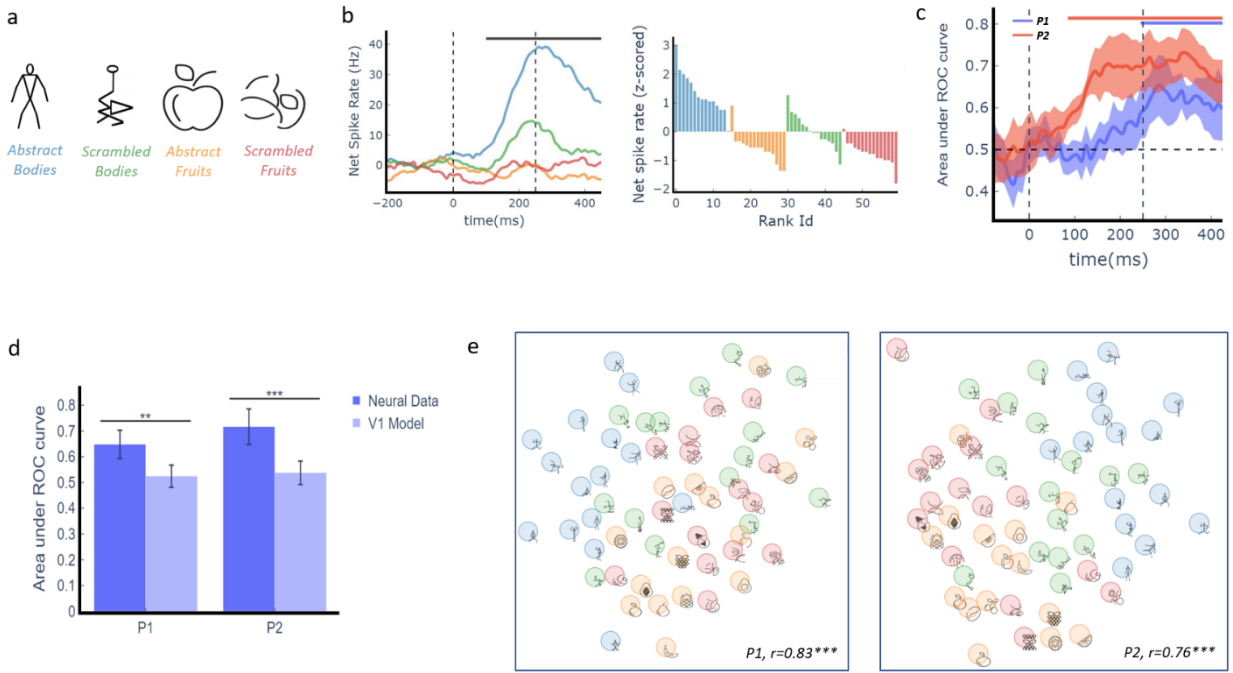 a
Abstract
Bodies
Scrambled
Bodies
Abstract
Fruits
Scrambled
Fruits
b
Net Spike Rate (Hz)
40
30
20
10
0
−200
0
200
400
time(ms)
Net spike rate (z-scored)
3
2
1
0
−1
−2
0
10
20
30
40
50
Rank Id
c
P1
P2
Area under ROC curve
0.8
0.7
0.6
0.5
0.4
0
100
200
300
400
time(ms)
d
Area under ROC curve
0.8
0.7
0.6
0.5
0.4
0.3
0.2
0.1
0
**
***
P1
P2
Neural Data
V1 Model
e
P1, r=0.83***
P2, r=0.76***